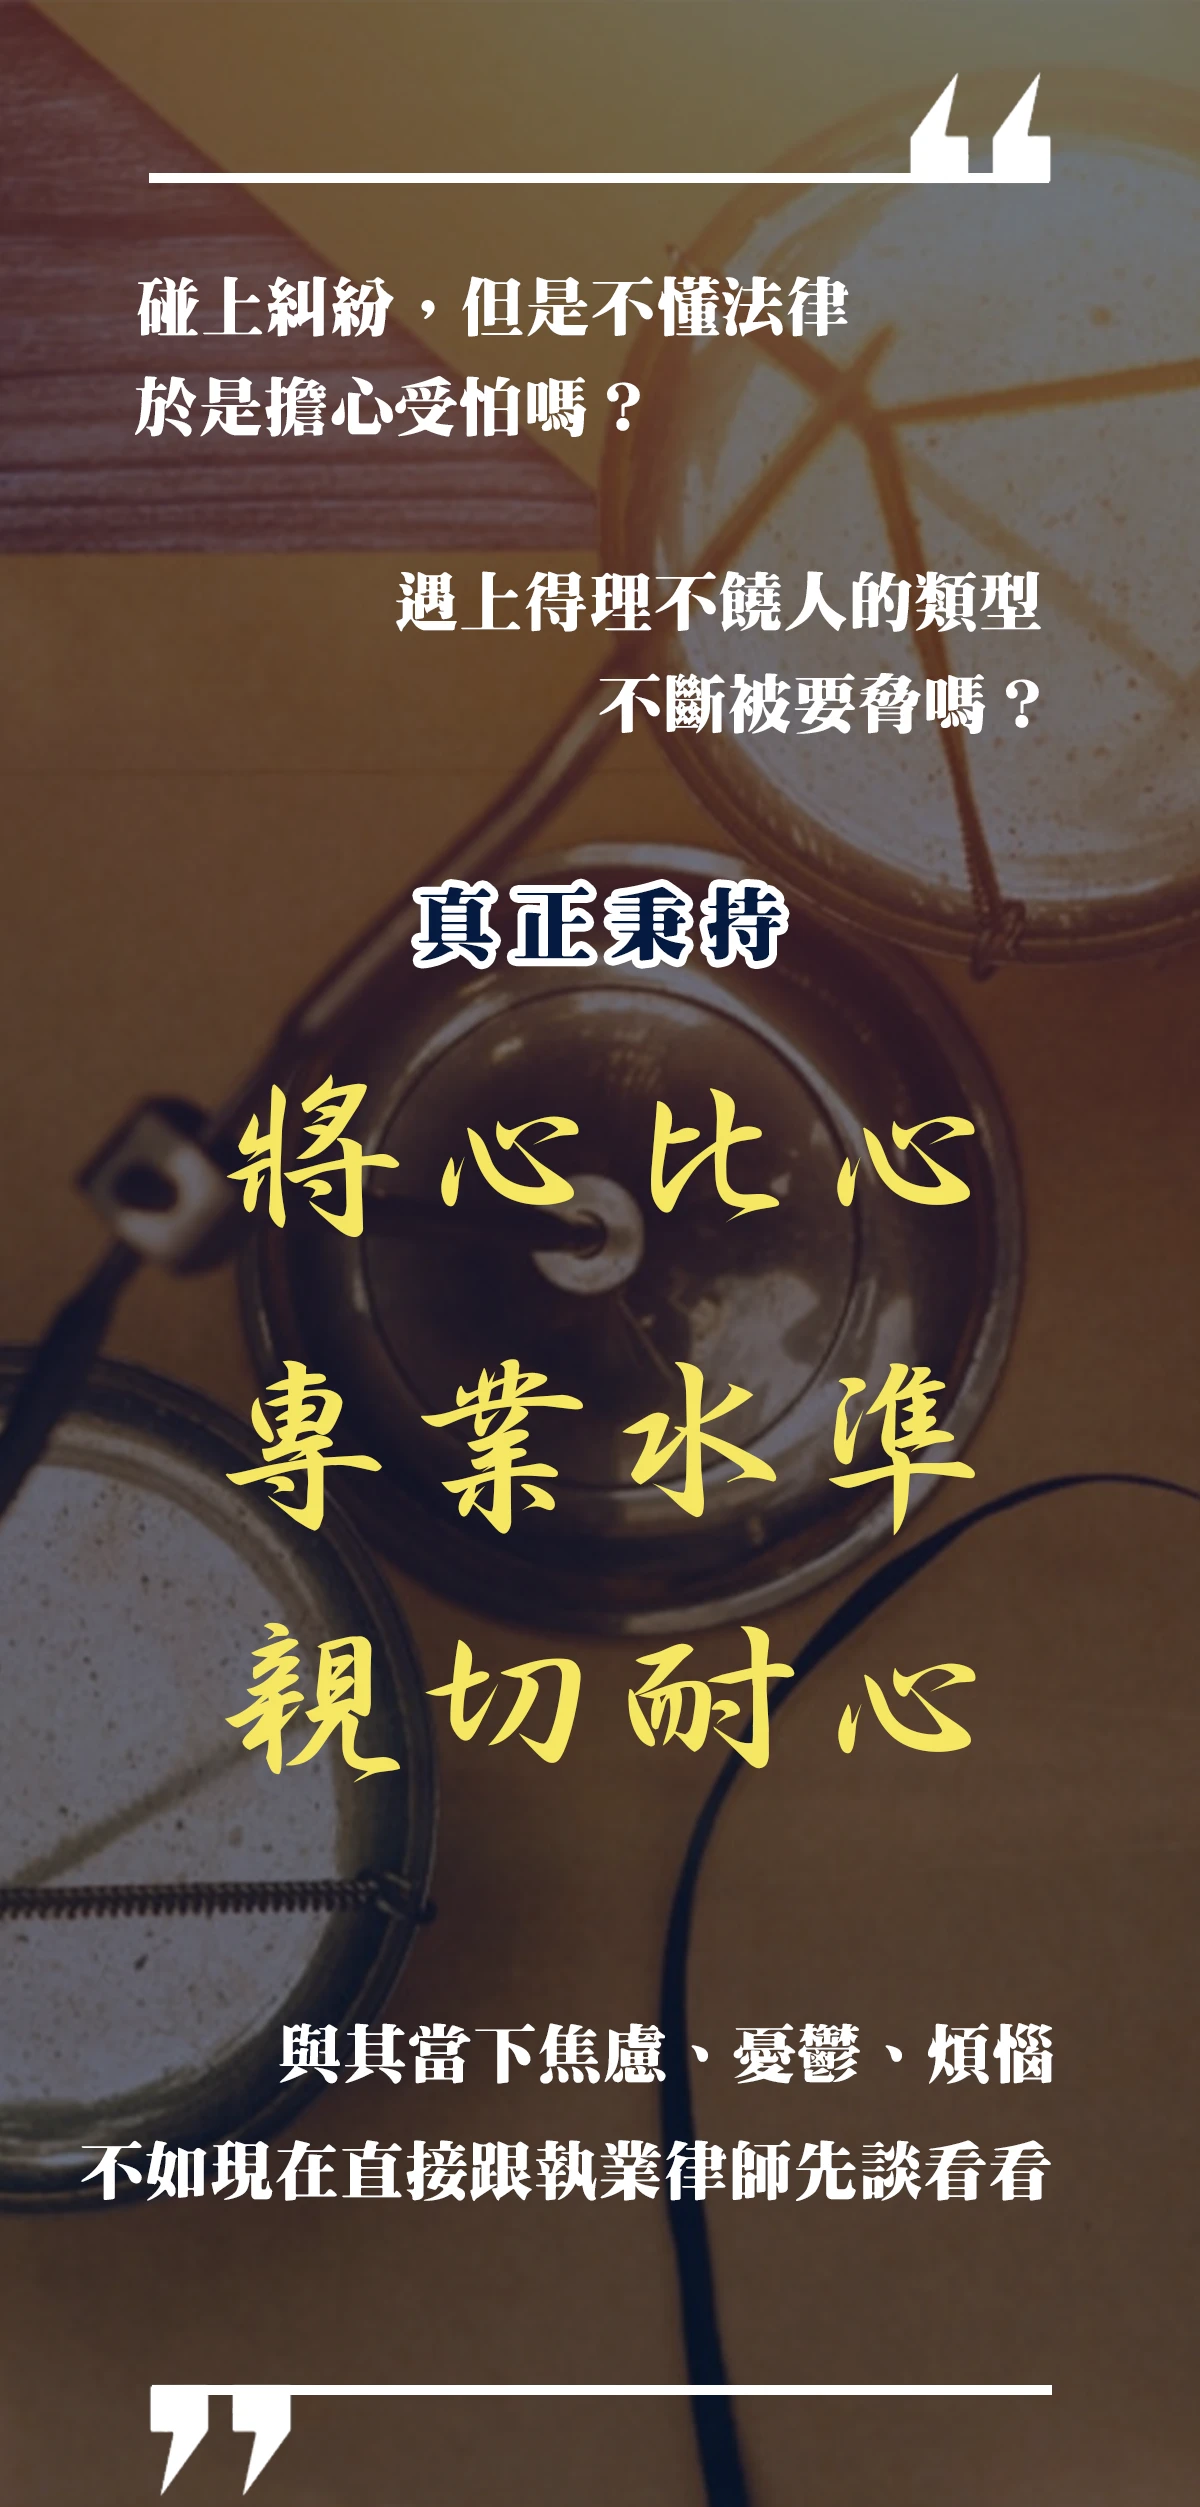 碰上糾紛，但是不懂法律
於是擔心受怕嗎？
遇上得理不饒人的類型
不斷被要脅嗎？
真正秉持
將心比心
專業水準
親切耐心
與其當下焦慮、憂鬱、煩惱
不如現在直接跟執業律師先談看看